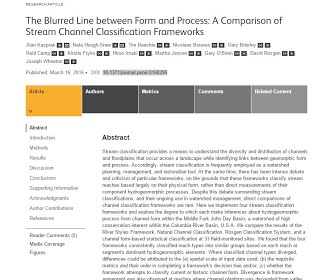 RESEARCH ARTICLE
The Blurred Line between Form and Process: A Comparison of
Stream Channel Classification Frameworks
Alan Kasprak Nate Hough-Snee Tim Beechie Nicolaas Bouwes Gary Brierley
Reid Camp Kirstie Fryirs Hiroo Imaki Martha Jensen Gary O'Brien David Rosgen
Joseph Wheaton
Published: March 16, 2016 • DOI: 10.1371/journal.pone.0150293
Article Authors Metrics Comments Related Content
Abstract
Introduction
Methods
Results
Discussion
Conclusions
Supporting Information
Acknowledgments
Author Contributions
References
Reader Comments (0)
Media Coverage
Figures
Abstract
Stream classification provides a means to understand the diversity and distribution of channels
and floodplains that occur across a landscape while identifying links between geomorphic form
and process. Accordingly, stream classification is frequently employed as a watershed
planning, management, and restoration tool. At the same time, there has been intense debate
and criticism of particular frameworks, on the grounds that these frameworks classify stream
reaches based largely on their physical form, rather than direct measurements of their
component hydrogeomorphic processes. Despite this debate surrounding stream
classifications, and their ongoing use in watershed management, direct comparisons of
channel classification frameworks are rare. Here we implement four stream classification
frameworks and explore the degree to which each make inferences about hydrogeomorphic
process from channel form within the Middle Fork John Day Basin, a watershed of high
conservation interest within the Columbia River Basin, U.S.A. We compare the results of the
River Styles Framework, Natural Channel Classification, Rosgen Classification System, and a
channel form-based statistical classification at 33 field-monitored sites. We found that the four
frameworks consistently classified reach types into similar groups based on each reach or
segment's dominant hydrogeomorphic elements. Where classified channel types diverged,
differences could be attributed to the (a) spatial scale of input data used, (b) the requisite
metrics and their order in completing a framework's decision tree and/or, (c) whether the
framework attempts to classify current or historic channel form. Divergence in framework